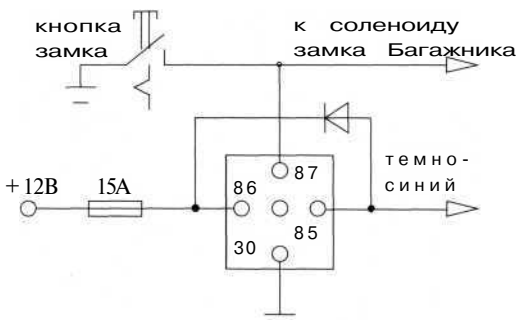 кнопка
замка
к соленоиду
замка Багажника
87
86
темно-
синий
+12В
15А
85
30